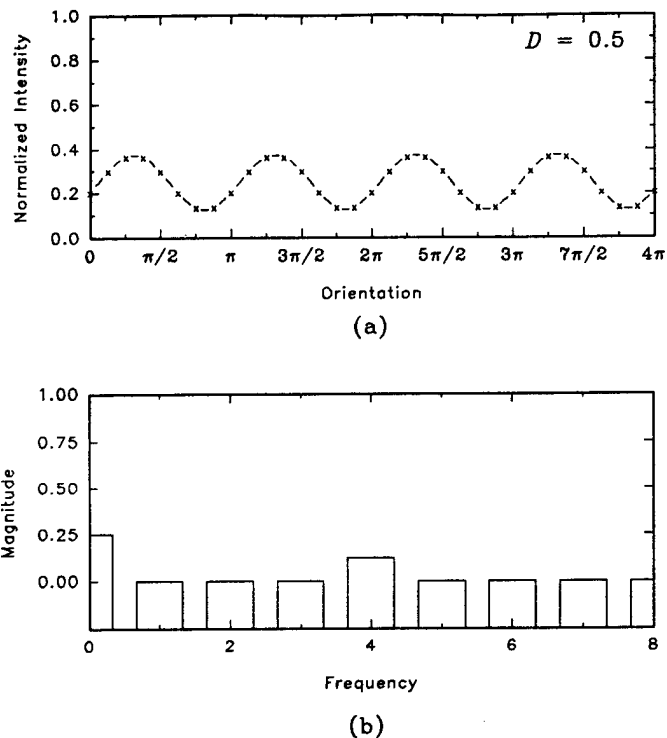 1.0
D = 0.5
0.8
0.6
0.4
0.2
0.0
Normalized Intensity
0 π/2 π 3π/2 2π 5π/2 3π 7π/2 4π
Orientation
(a)
1.00
0.75
0.50
0.25
0.00
Magnitude
0 2 4 6 8
Frequency
(b)